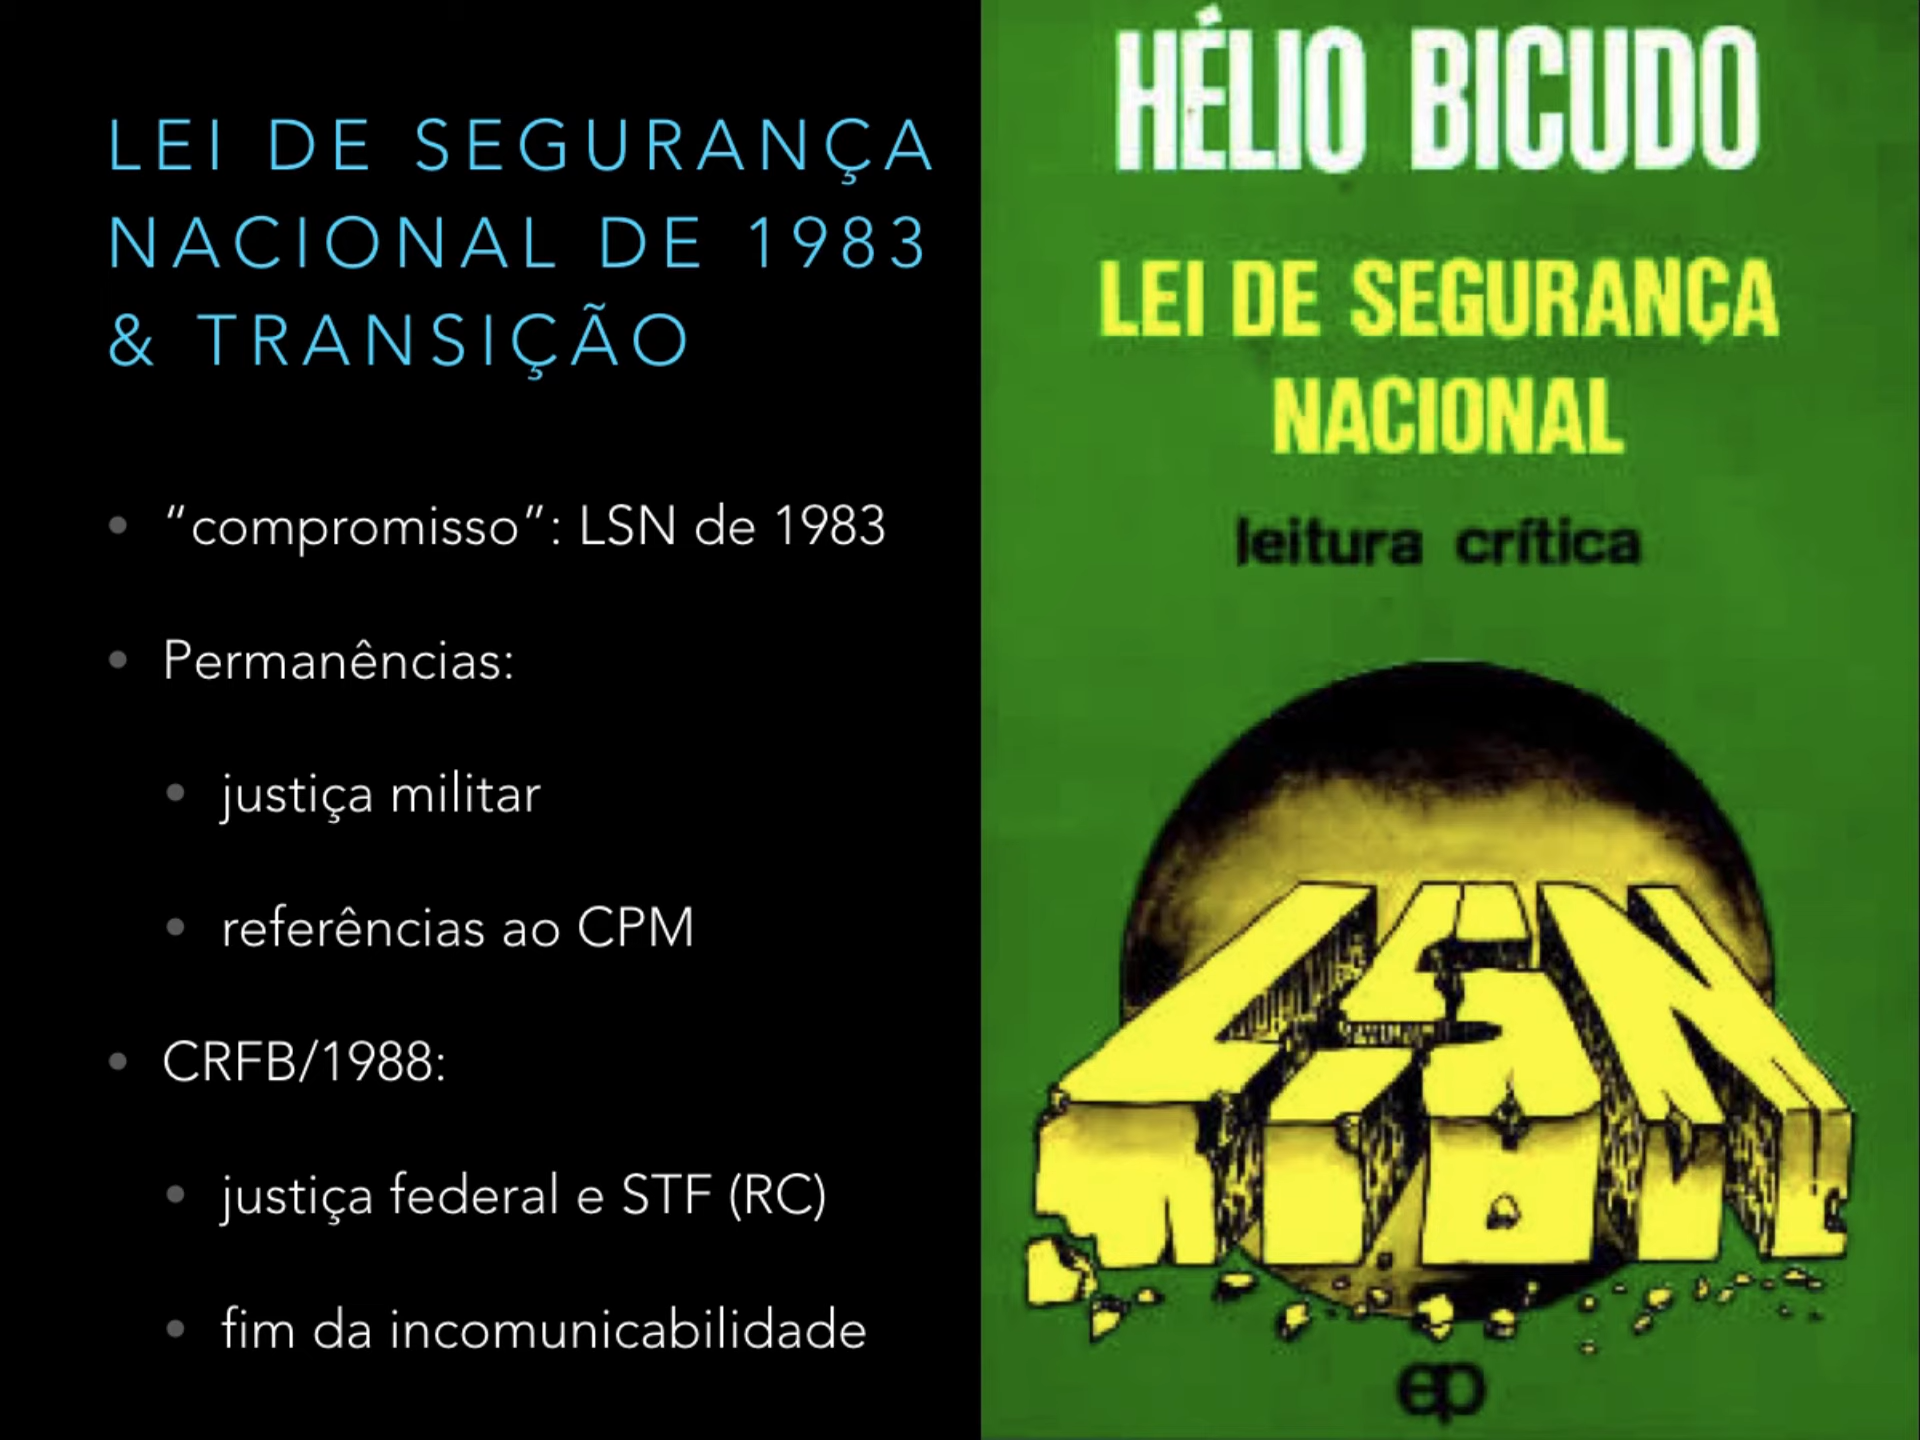 LEI DE SEGURANÇA
NACIONAL DE 1983
& TRANSIÇÃO
• “compromisso”: LSN de 1983
• Permanências:
• justiça militar
• referências ao CPM
• CRFB/1988:
• justiça federal e STF (RC)
• fim da incomunicabilidade
HÉLIO BICUDO
LEI DE SEGURANÇA
NACIONAL
leitura crítica
LSN
ep